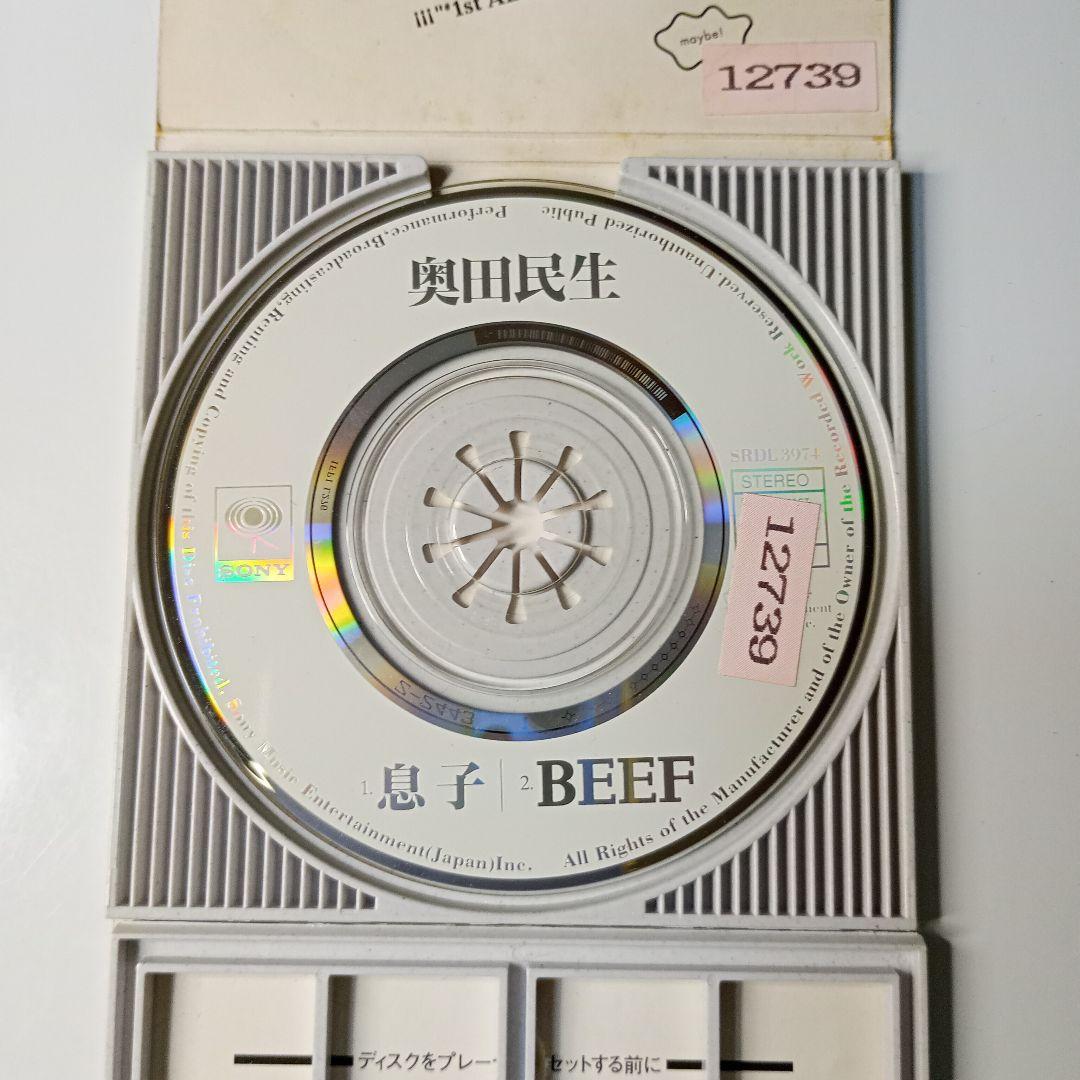 iii"*1st
maybe!
12739
奥田民生
Unauthorized Public Performance,Broadcasting,Renting and Copying of this Disc Prohibited. Sony Music Entertainment(Japan)Inc.
All Rights of the Manufacturer and of the Owner of the Recorded Work Reserved.
SRDL 3974
STEREO
12739
SONY
S-2443
1. 息子 | 2. BEEF
ディスクをプレー
セットする前に